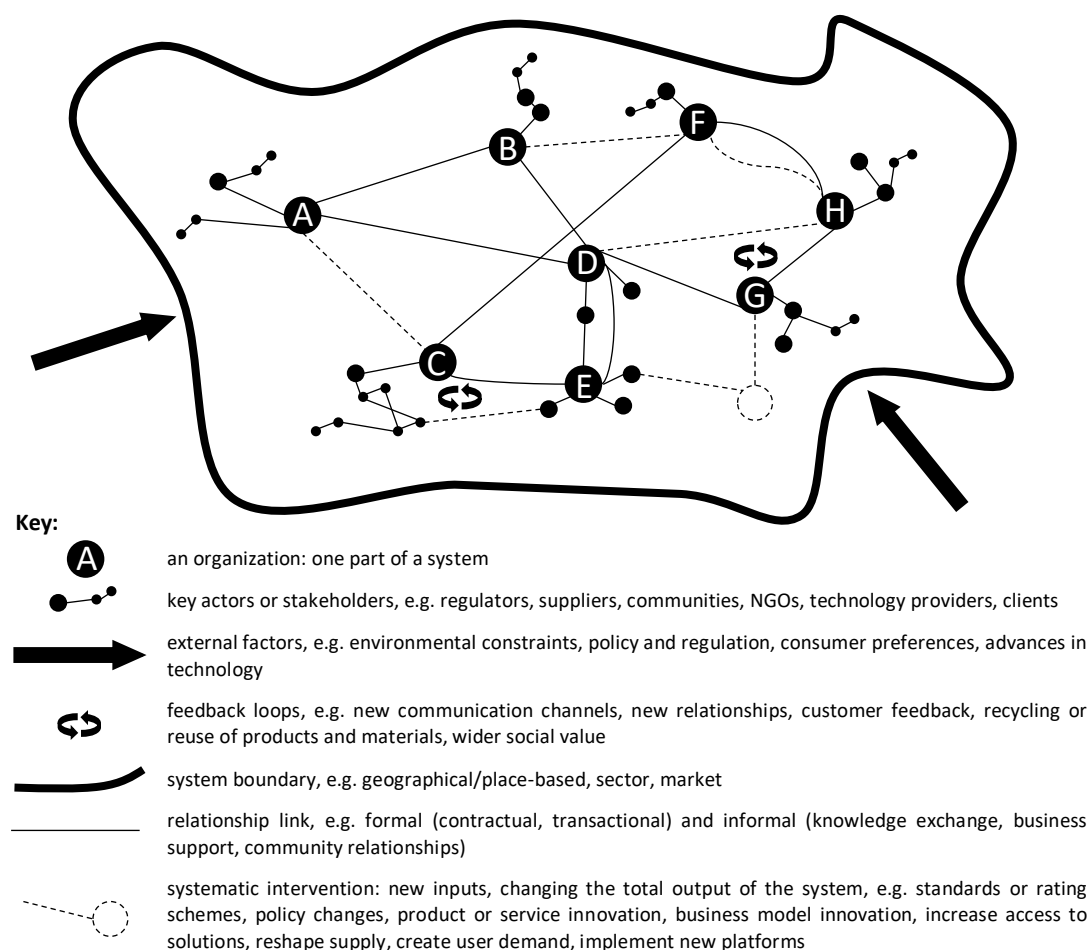 F
B
H
A
D
G
C
E
Key:
A
an organization: one part of a system
key actors or stakeholders, e.g. regulators, suppliers, communities, NGOs, technology providers, clients
external factors, e.g. environmental constraints, policy and regulation, consumer preferences, advances in
technology
feedback loops, e.g. new communication channels, new relationships, customer feedback, recycling or
reuse of products and materials, wider social value
system boundary, e.g. geographical/place-based, sector, market
relationship link, e.g. formal (contractual, transactional) and informal (knowledge exchange, business
support, community relationships)
systematic intervention: new inputs, changing the total output of the system, e.g. standards or rating
schemes, policy changes, product or service innovation, business model innovation, increase access to
solutions, reshape supply, create user demand, implement new platforms